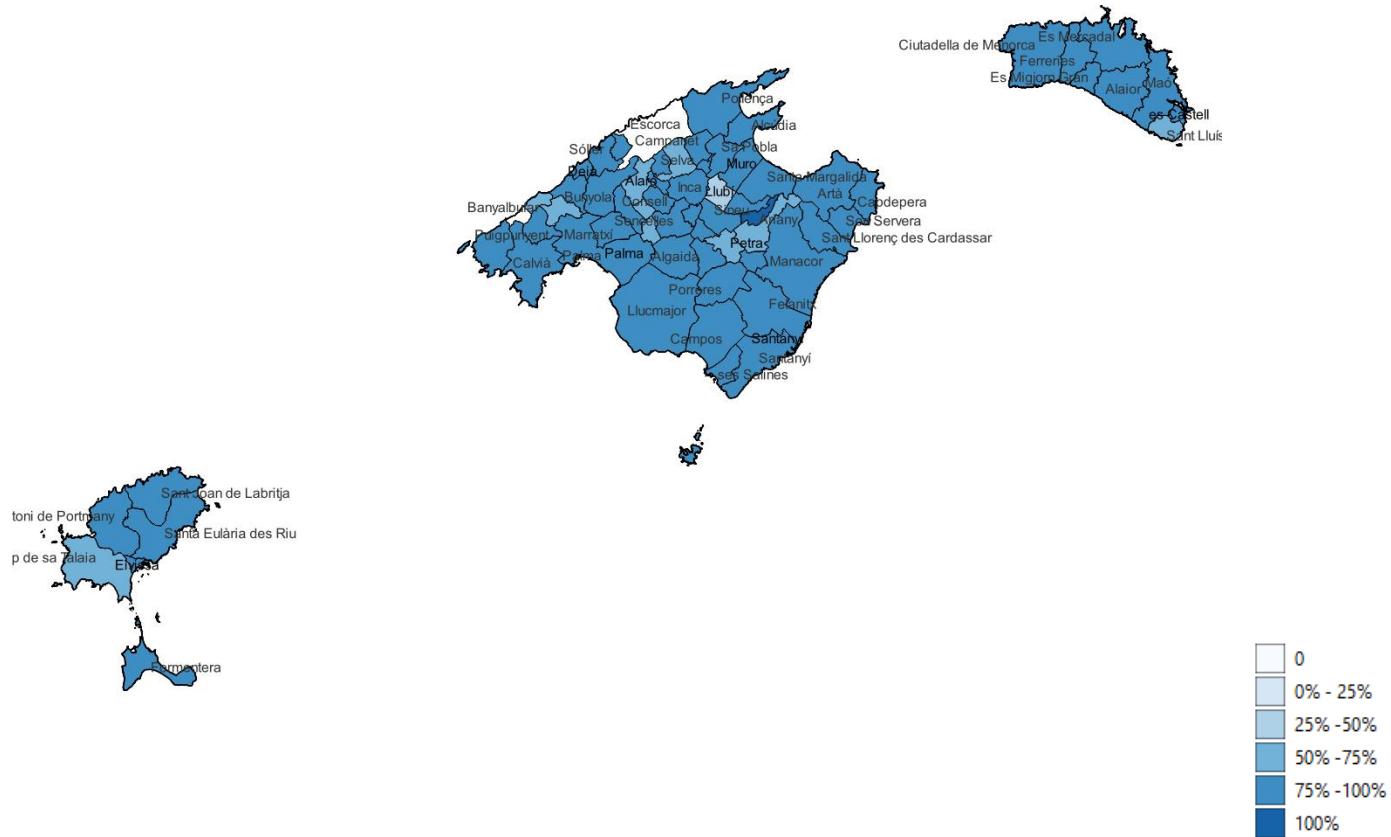 Ciutadella de Menorca
Es Mercadal
Ferreries
Es Migjorn Gran
Alaior
Maó
es Castell
Sant Lluís
Pollença
Escorca
Alcúdia
Campanet
Sa Pobla
Sóller
Selva
Muro
Deià
Alaró
Santa Margalida
Inca
Llubí
Artà
Bunyola
Consell
Capdepera
Banyalbufar
Sineu
Ariany
Sencelles
Son Servera
Puigpunyent
Marratxí
Sant Llorenç des Cardassar
Petra
Calvià
Palma
Palma
Algaida
Manacor
Porreres
Llucmajor
Felanitx
Campos
Santanyí
Santanyí
ses Salines
Sant Joan de Labritja
toni de Portmany
Santa Eulària des Riu
p de sa Talaia
Eivissa
Formentera
0
0% - 25%
25% -50%
50% -75%
75% -100%
100%